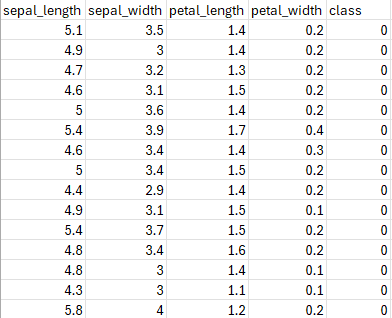 sepal_length sepal_width petal_length petal_width class
5.1 3.5 1.4 0.2 0
4.9 3 1.4 0.2 0
4.7 3.2 1.3 0.2 0
4.6 3.1 1.5 0.2 0
5 3.6 1.4 0.2 0
5.4 3.9 1.7 0.4 0
4.6 3.4 1.4 0.3 0
5 3.4 1.5 0.2 0
4.4 2.9 1.4 0.2 0
4.9 3.1 1.5 0.1 0
5.4 3.7 1.5 0.2 0
4.8 3.4 1.6 0.2 0
4.8 3 1.4 0.1 0
4.3 3 1.1 0.1 0
5.8 4 1.2 0.2 0